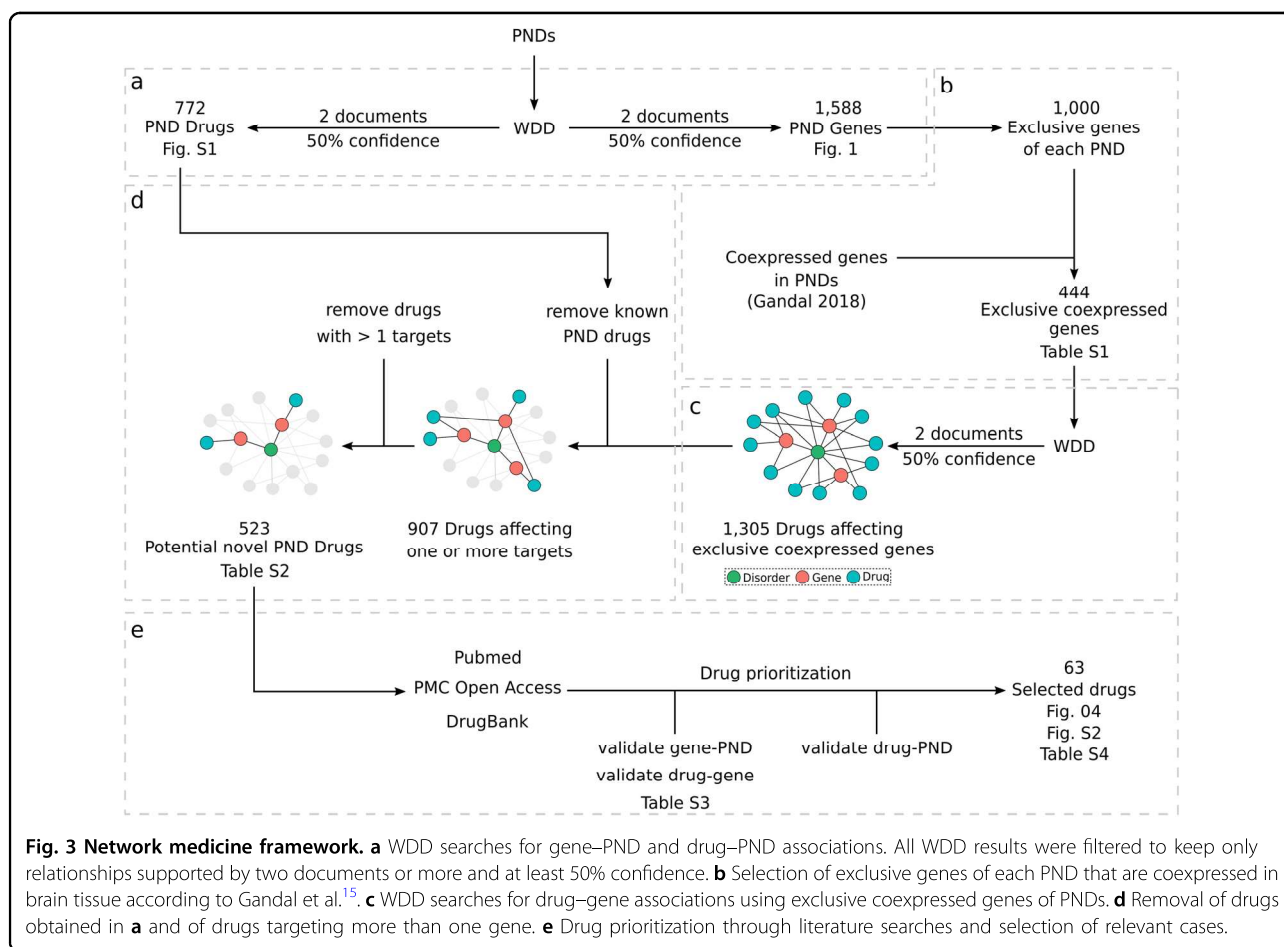 PNDs
a
772
PND Drugs
Fig. S1
2 documents
50% confidence
WDD
2 documents
50% confidence
1,588
PND Genes
Fig. 1
b
1,000
Exclusive genes
of each PND
Coexpressed genes
in PNDs
(Gandal 2018)
444
Exclusive coexpressed
genes
Table S1
c
WDD
2 documents
50% confidence
1,305 Drugs affecting
exclusive coexpressed genes
Disorder Gene Drug
d
remove known
PND drugs
remove drugs
with > 1 targets
907 Drugs affecting
one or more targets
523
Potential novel PND Drugs
Table S2
e
Pubmed
PMC Open Access
DrugBank
Drug prioritization
validate gene-PND
validate drug-gene
Table S3
validate drug-PND
63
Selected drugs
Fig. 04
Fig. S2
Table S4
Fig. 3 Network medicine framework. a WDD searches for gene–PND and drug–PND associations. All WDD results were filtered to keep only
relationships supported by two documents or more and at least 50% confidence. b Selection of exclusive genes of each PND that are coexpressed in
brain tissue according to Gandal et al.15. c WDD searches for drug–gene associations using exclusive coexpressed genes of PNDs. d Removal of drugs
obtained in a and of drugs targeting more than one gene. e Drug prioritization through literature searches and selection of relevant cases.